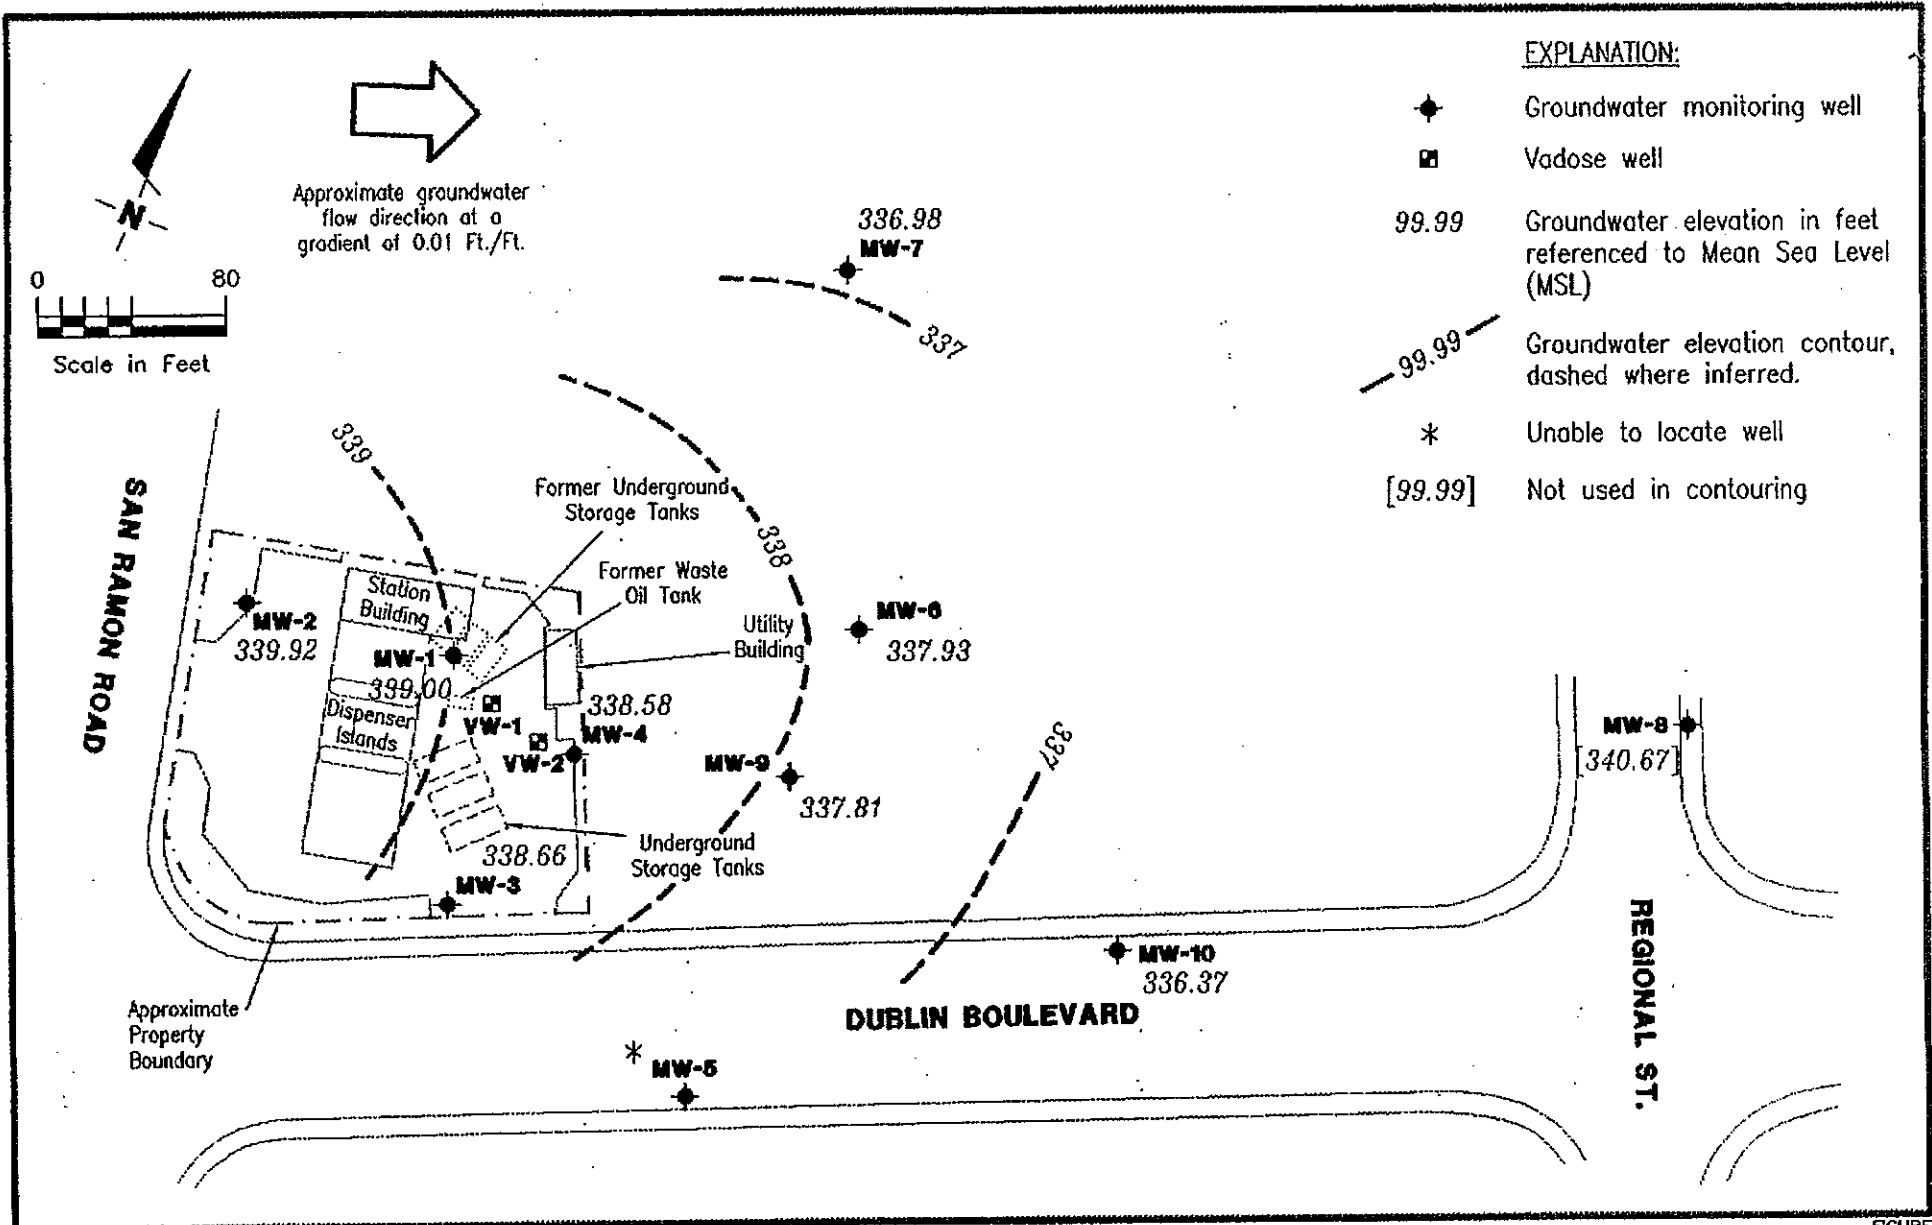 EXPLANATION:
Groundwater monitoring well
Vadose well
99.99
Groundwater elevation in feet
referenced to Mean Sea Level
(MSL)
99.99
Groundwater elevation contour,
dashed where inferred.
*
Unable to locate well
[99.99]
Not used in contouring
N
Approximate groundwater
flow direction at a
gradient of 0.01 Ft./Ft.
0
80
Scale in Feet
336.98
MW-7
337
339
338
337
SAN RAMON ROAD
Former Underground
Storage Tanks
Former Waste
Oil Tank
Utility
Building
Station
Building
MW-2
339.92
MW-1
339.00
Dispenser
Islands
VW-1
VW-2
338.58
MW-4
MW-6
337.93
MW-9
337.81
MW-8
[340.67]
338.66
MW-3
Underground
Storage Tanks
MW-10
336.37
Approximate
Property
Boundary
DUBLIN BOULEVARD
REGIONAL ST.
*
MW-5